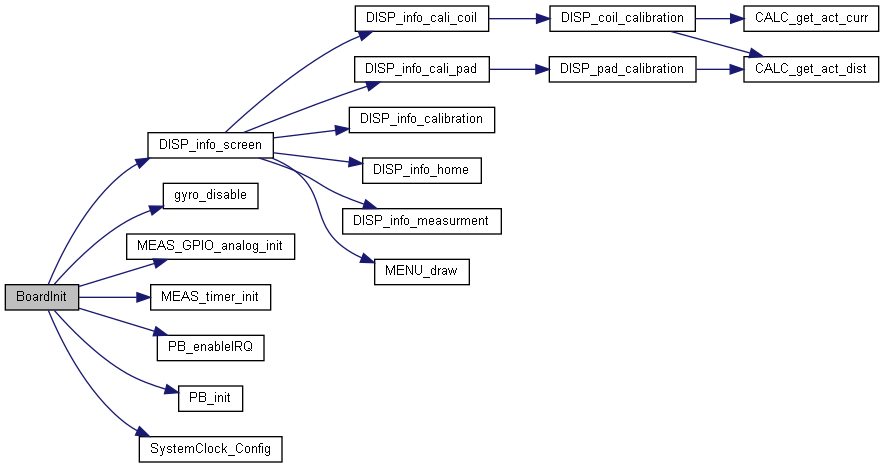 DISP_info_cali_coil
DISP_coil_calibration
CALC_get_act_curr
DISP_info_cali_pad
DISP_pad_calibration
CALC_get_act_dist
DISP_info_calibration
DISP_info_screen
DISP_info_home
gyro_disable
DISP_info_measurment
MEAS_GPIO_analog_init
MENU_draw
BoardInit
MEAS_timer_init
PB_enableIRQ
PB_init
SystemClock_Config